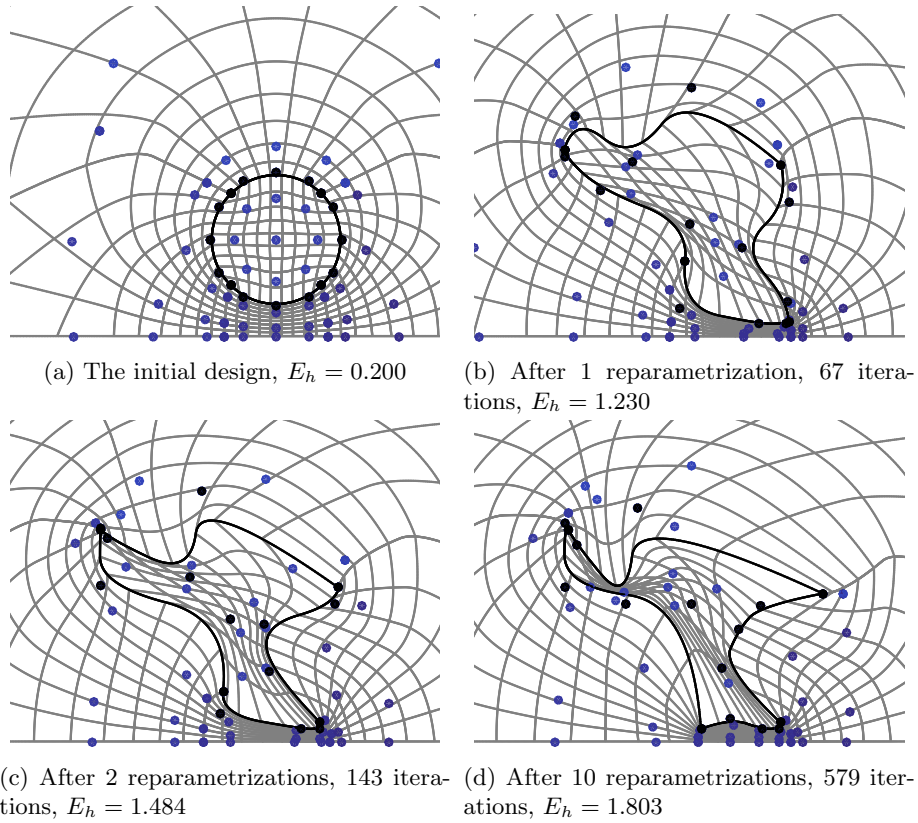 (a) The initial design, E_h = 0.200
(b) After 1 reparametrization, 67 itera-
tions, E_h = 1.230
(c) After 2 reparametrizations, 143 itera-
tions, E_h = 1.484
(d) After 10 reparametrizations, 579 iter-
ations, E_h = 1.803